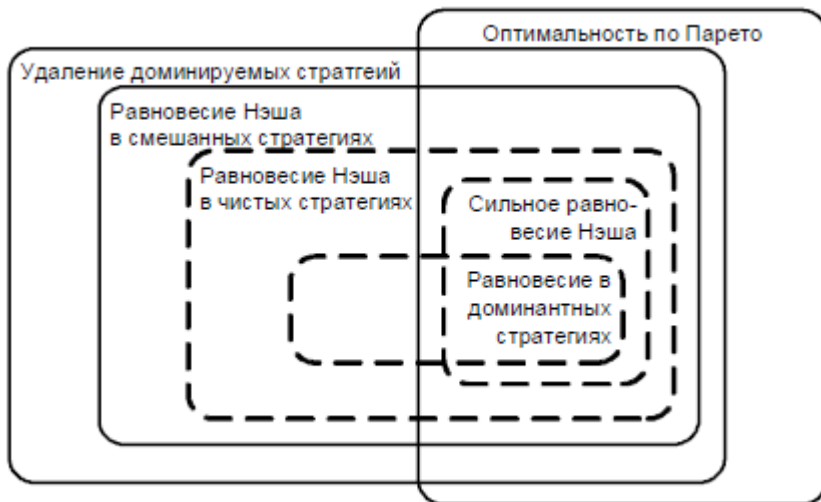 Оптимальность по Парето
Удаление доминируемых стратгеий
Равновесие Нэша
в смешанных стратегиях
Равновесие Нэша
в чистых стратегиях
Сильное равно-
весие Нэша
Равновесие в
доминантных
стратегиях